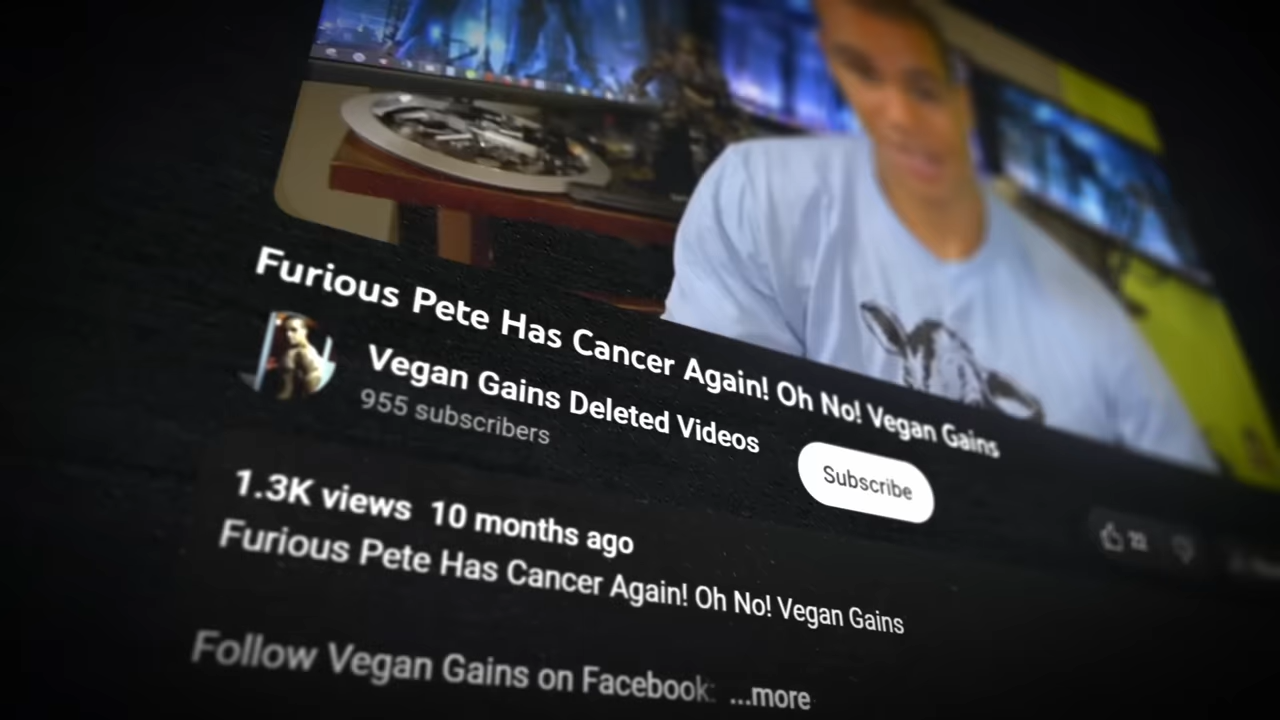 Furious Pete Has Cancer Again! Oh No! Vegan Gains
Vegan Gains Deleted Videos
955 subscribers
Subscribe
22
1.3K views 10 months ago
Furious Pete Has Cancer Again! Oh No! Vegan Gains
Follow Vegan Gains on Facebook: ...more